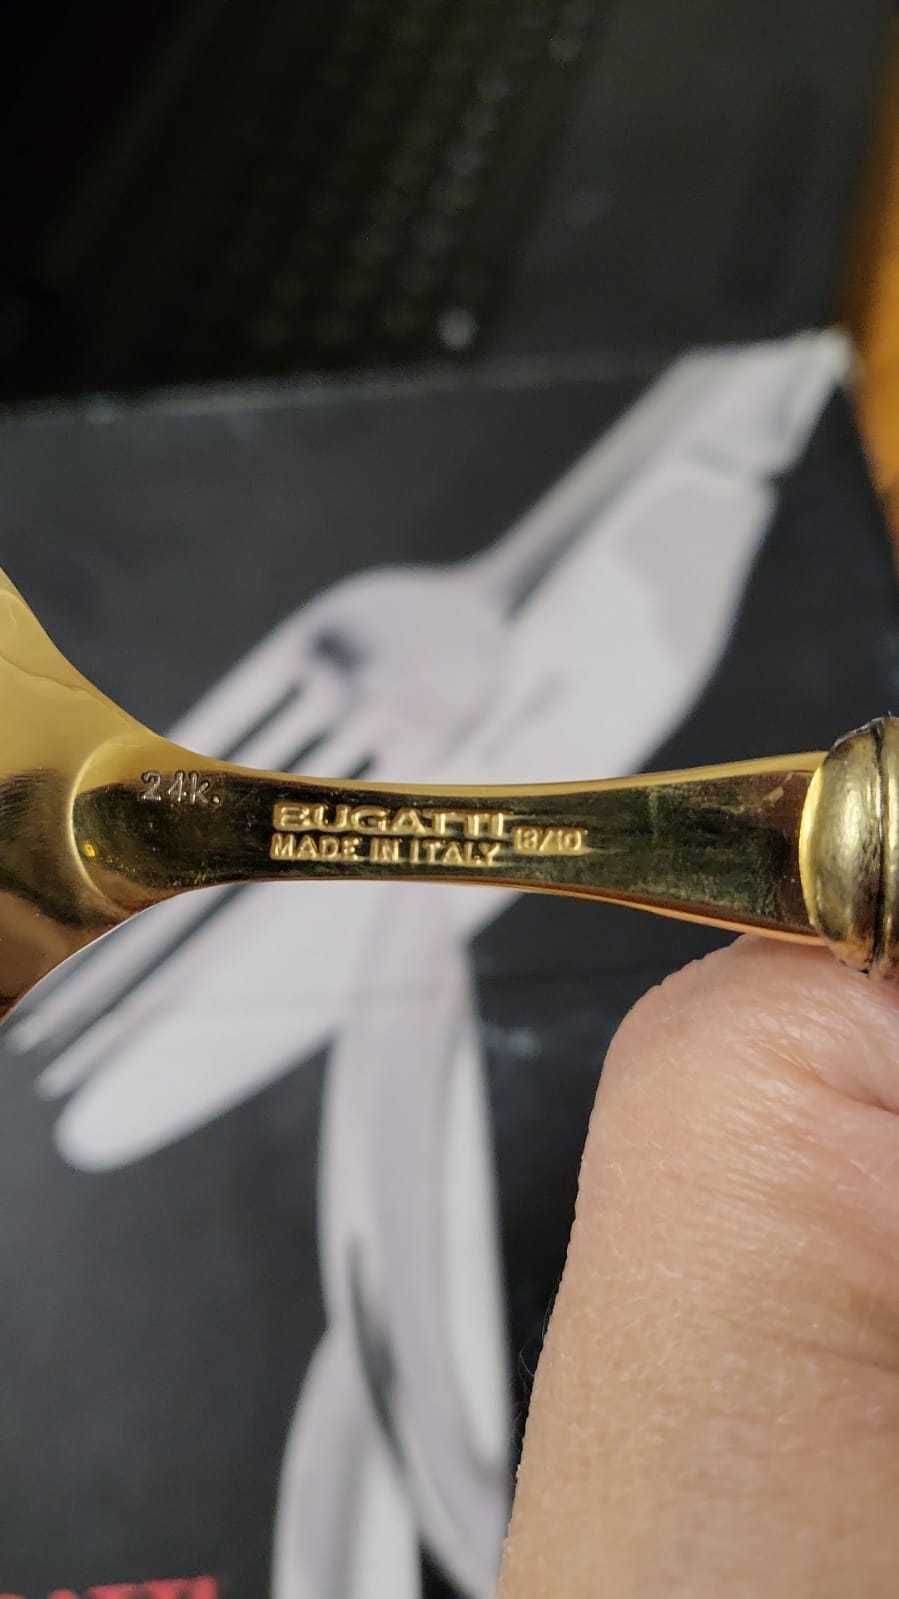 24k.
BUGATTI 18/10
MADE IN ITALY